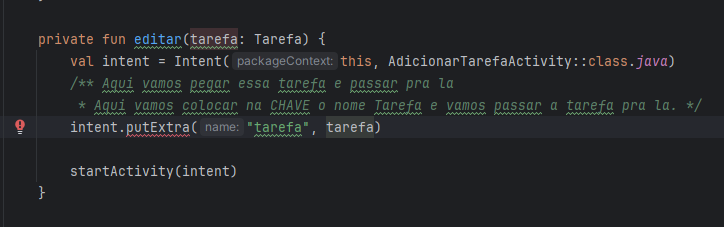 private fun editar(tarefa: Tarefa) {
val intent = Intent( packageContext: this, AdicionarTarefaActivity::class.java)
/** Aqui vamos pegar essa tarefa e passar pra la
* Aqui vamos colocar na CHAVE o nome Tarefa e vamos passar a tarefa pra la. */
intent.putExtra( name: "tarefa", tarefa)
startActivity(intent)
}